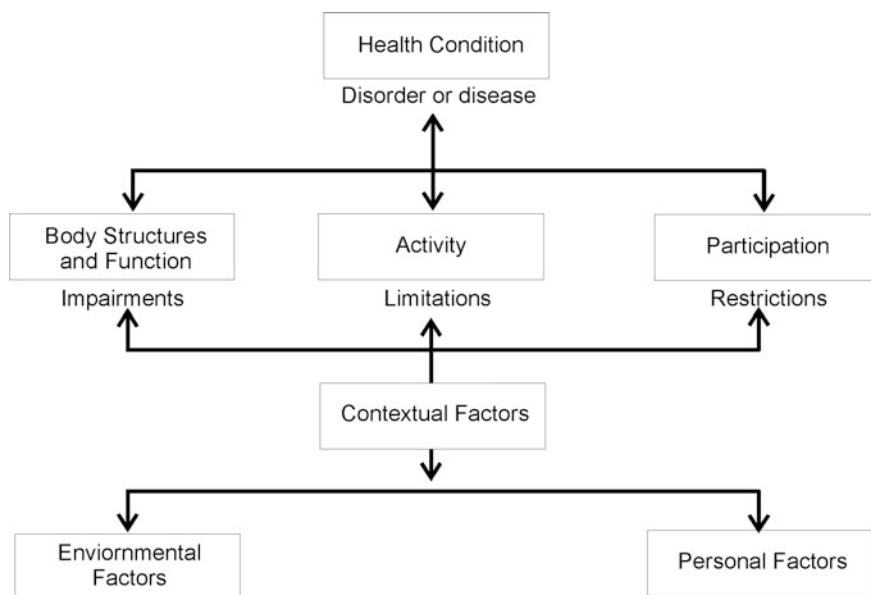 Health Condition
Disorder or disease
Body Structures
and Function
Activity
Participation
Impairments
Limitations
Restrictions
Contextual Factors
Enviornmental
Factors
Personal Factors